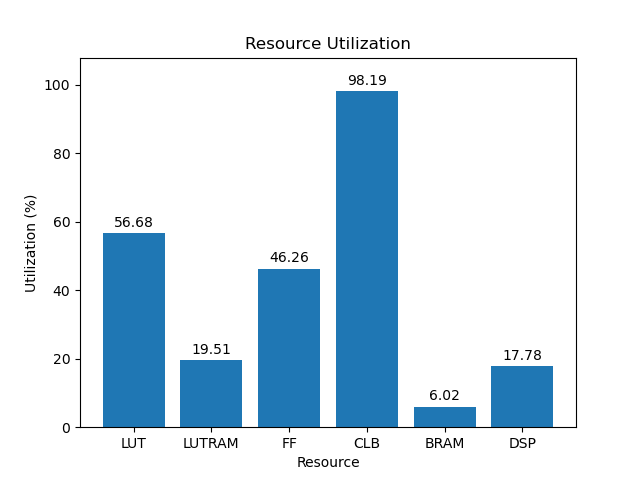 Resource Utilization
Utilization (%)
100
80
60
40
20
0
56.68
19.51
46.26
98.19
6.02
17.78
LUT
LUTRAM
FF
CLB
BRAM
DSP
Resource